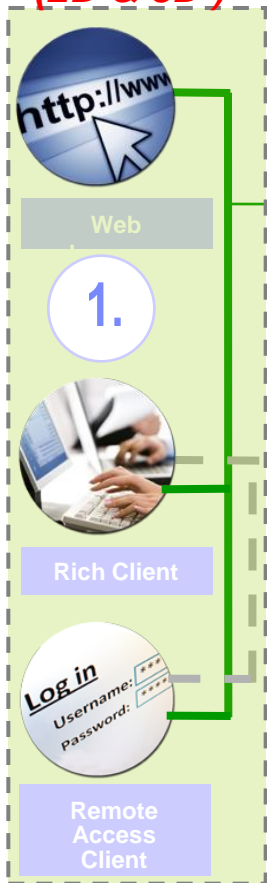 http://www
Web
1.
Rich Client
Log in
Username: ***
Password: ****
Remote
Access
Client